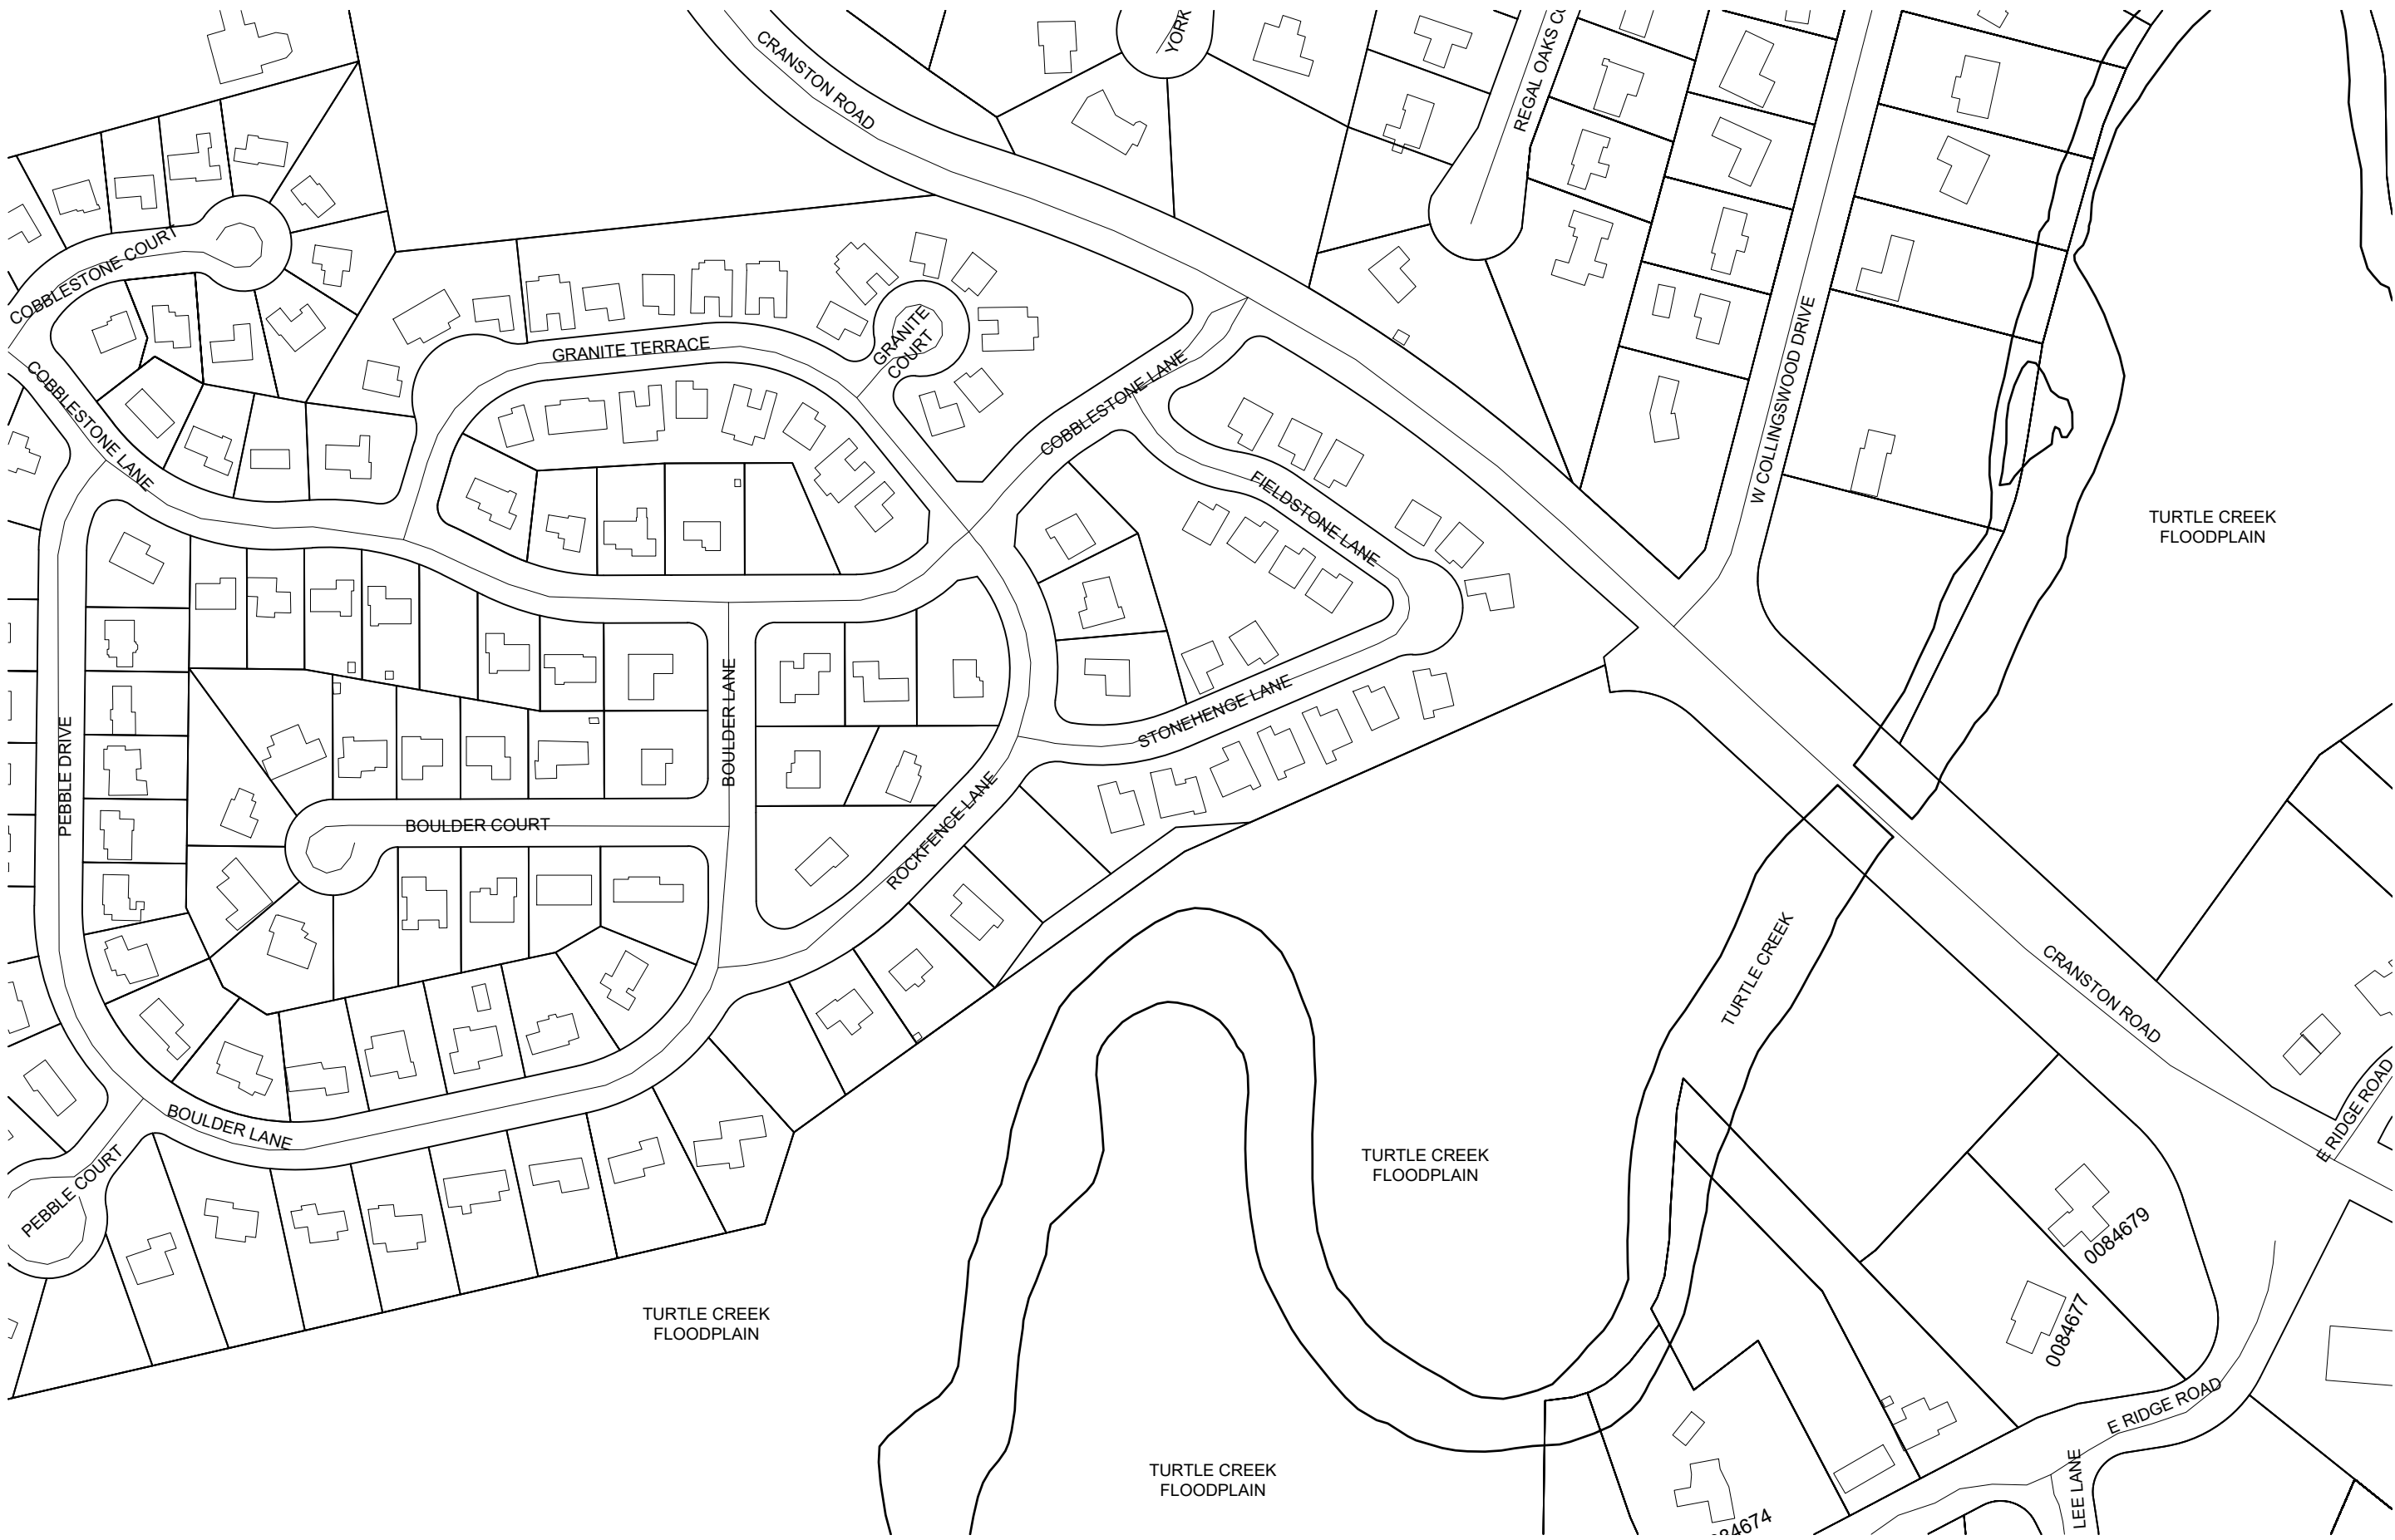 YORK
CRANSTON ROAD
REGAL OAKS
COBBLESTONE COURT
GRANITE TERRACE
GRANITE
COURT
COBBLESTONE LANE
COBBLESTONE LANE
W COLLINGSWOOD DRIVE
FIELDSTONE LANE
TURTLE CREEK
FLOODPLAIN
BOULDER LANE
STONEHENGE LANE
PEBBLE DRIVE
BOULDER COURT
ROCKFENCE LANE
TURTLE CREEK
CRANSTON ROAD
E RIDGE ROAD
BOULDER LANE
PEBBLE COURT
TURTLE CREEK
FLOODPLAIN
0084679
TURTLE CREEK
FLOODPLAIN
0084677
E RIDGE ROAD
TURTLE CREEK
FLOODPLAIN
LEE LANE